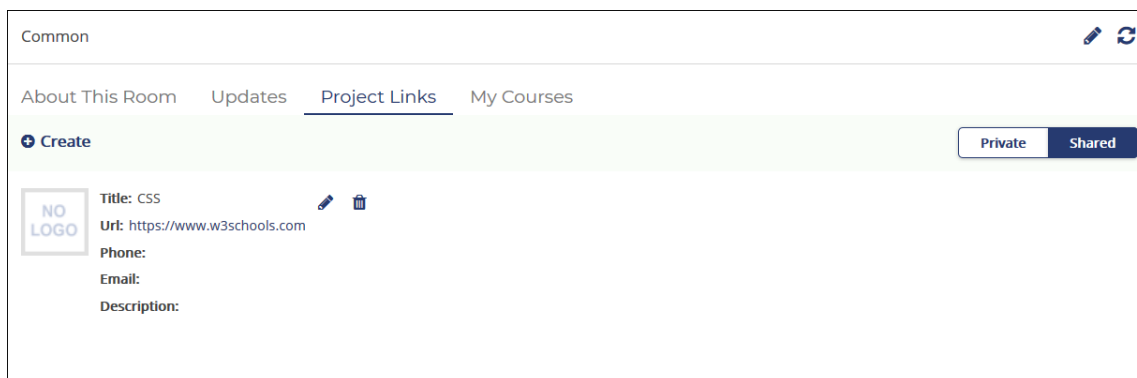 Common
About This Room Updates Project Links My Courses
Create Private Shared
NO
LOGO
Title: CSS
Url: https://www.w3schools.com
Phone:
Email:
Description: